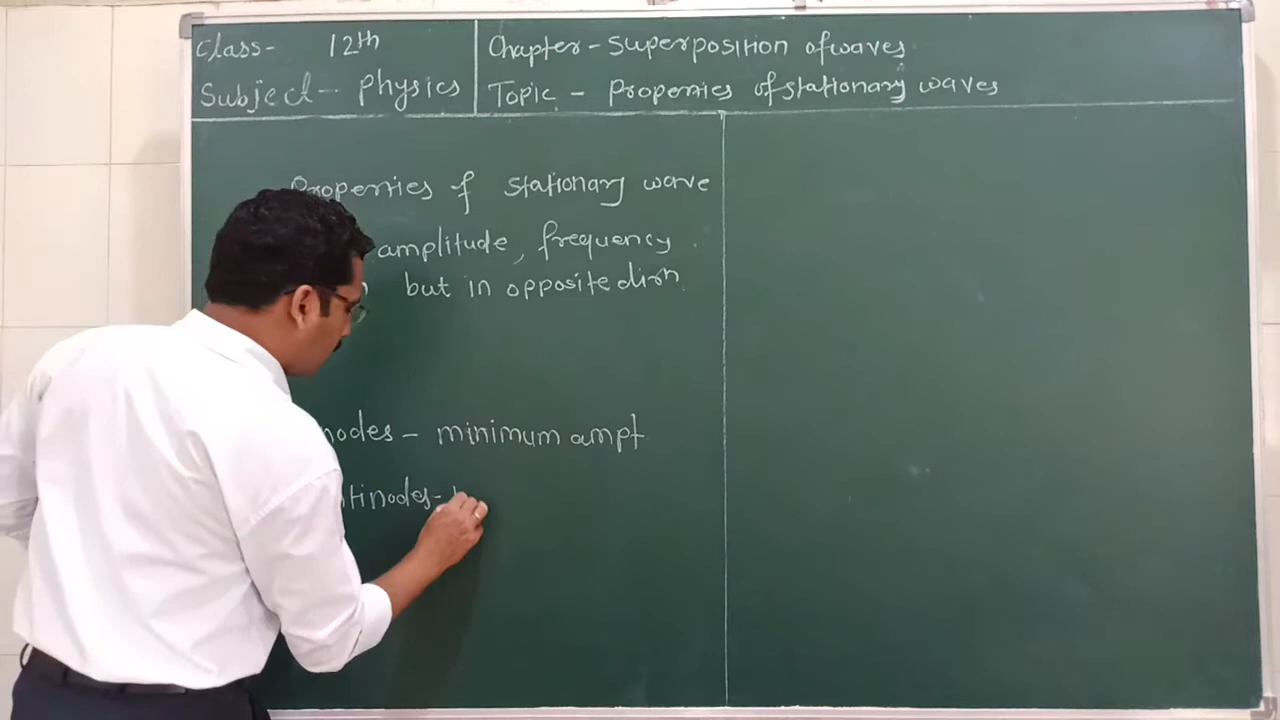 Class- 12th
Subject- Physics
Chapter - Superposition of waves
Topic - Properties of stationary waves
Properties of stationary wave
amplitude, frequency
but in opposite dirn.
nodes - minimum ampt
antinodes-